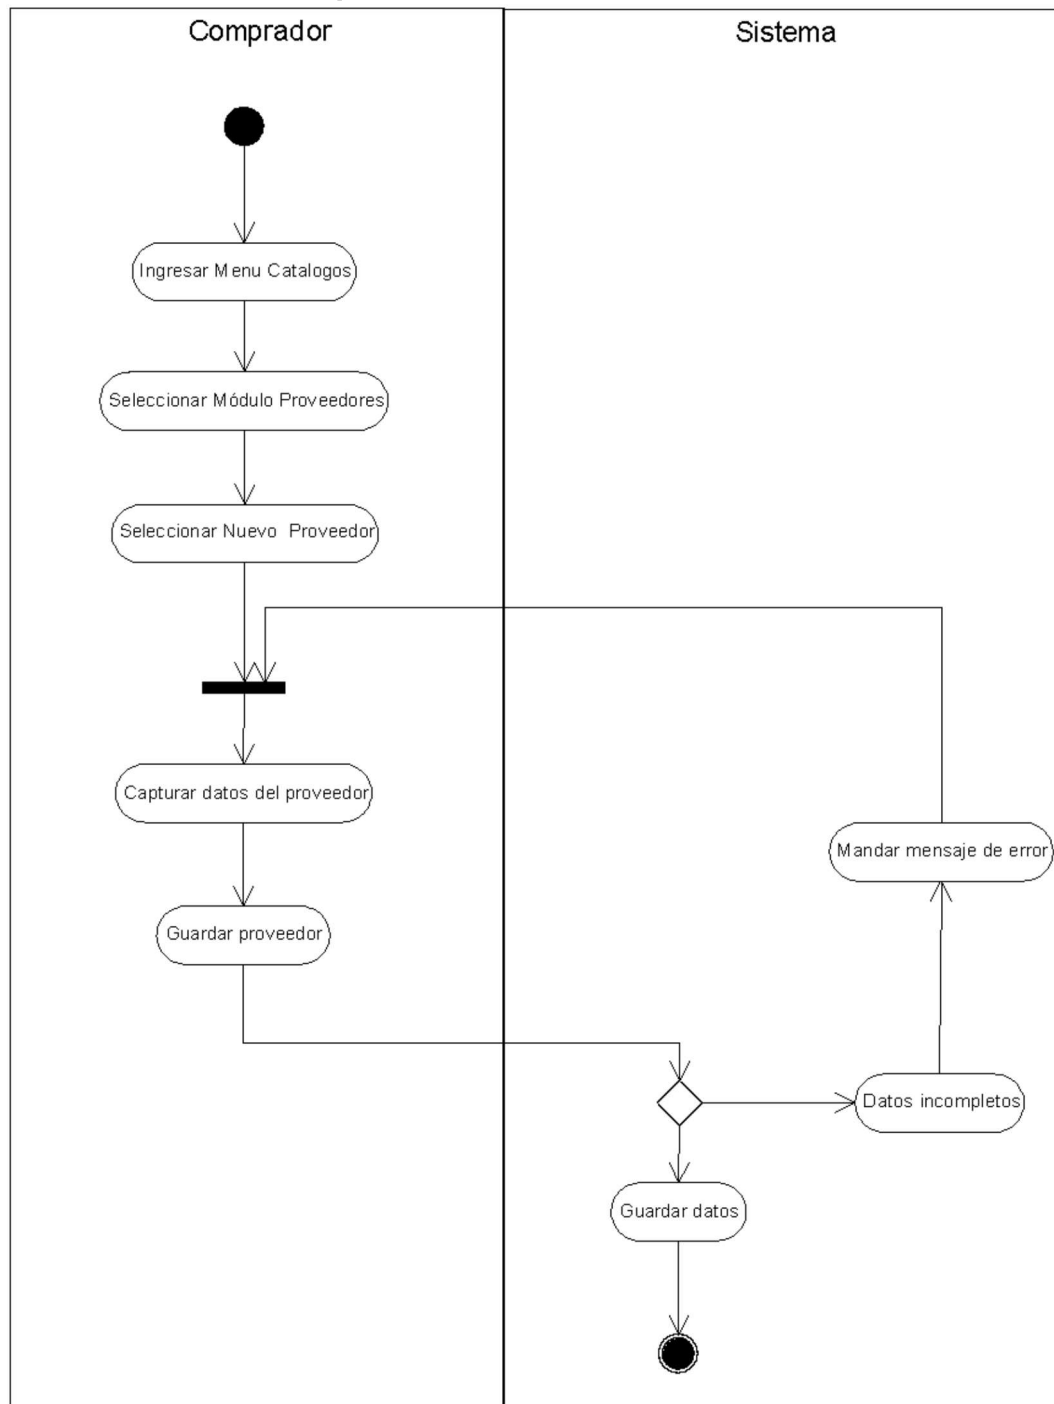 Comprador
Sistema
Ingresar Menu Catalogos
Seleccionar Módulo Proveedores
Seleccionar Nuevo Proveedor
Capturar datos del proveedor
Mandar mensaje de error
Guardar proveedor
Datos incompletos
Guardar datos